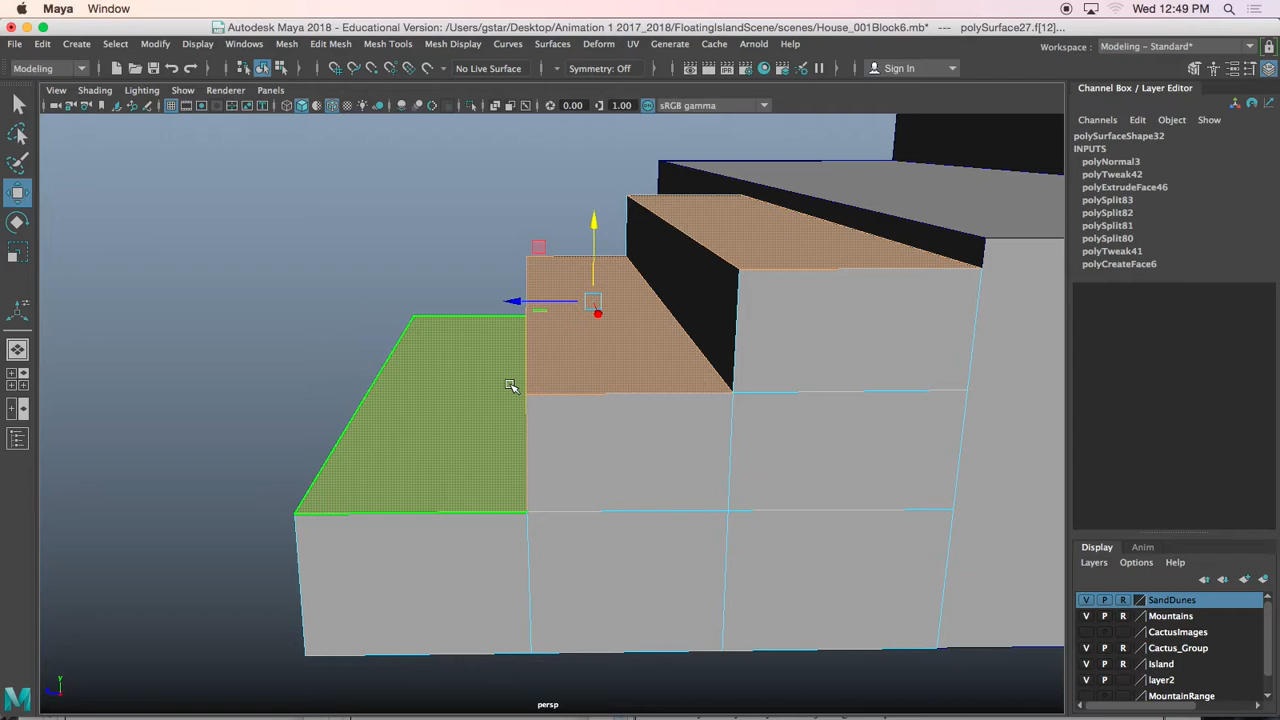 Maya Window Wed 12:49 PM
Autodesk Maya 2018 - Educational Version: /Users/gstar/Desktop/Animation 1 2017_2018/FloatingIslandScene/scenes/House_001Block6.mb* --- polySurface27.f[12]...
File Edit Create Select Modify Display Windows Mesh Edit Mesh Mesh Tools Mesh Display Curves Surfaces Deform UV Generate Cache Arnold Help Workspace : Modeling - Standard*
Modeling No Live Surface Symmetry: Off Sign In
View Shading Lighting Show Renderer Panels
Channel Box / Layer Editor
0.00 1.00 sRGB gamma
Channels Edit Object Show
polySurfaceShape32
INPUTS
polyNormal3
polyTweak42
polyExtrudeFace46
polySplit83
polySplit82
polySplit81
polySplit80
polyTweak41
polyCreateFace6
Display Anim
Layers Options Help
V P R SandDunes
V P R Mountains
CactusImages
V P R Cactus_Group
V P Island
V P layer2
MountainRange
persp
y